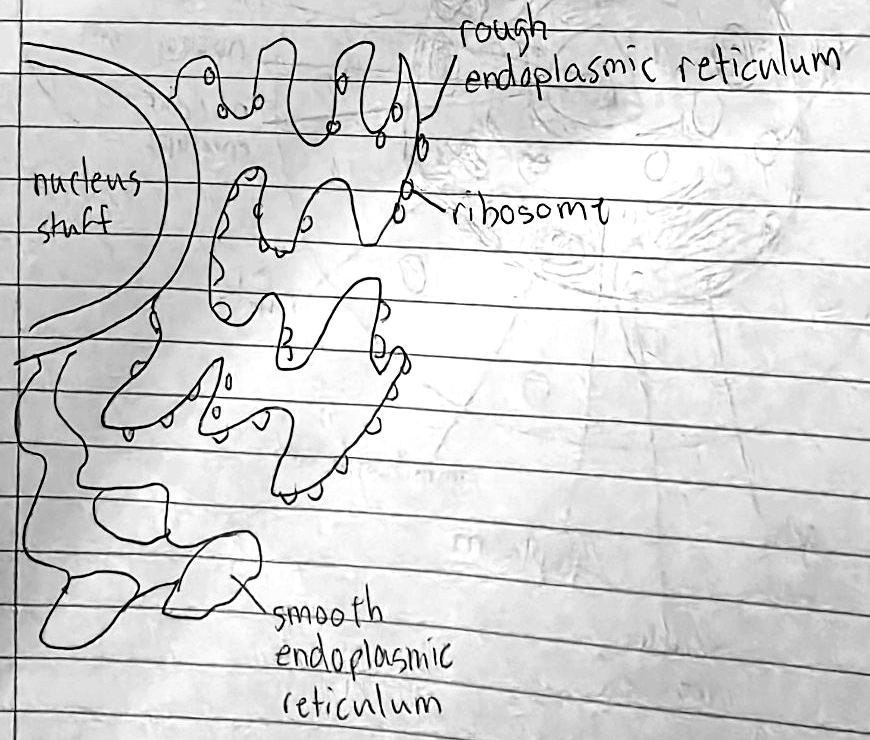 rough
endoplasmic reticulum
nucleus
stuff
ribosome
smooth
endoplasmic
reticulum